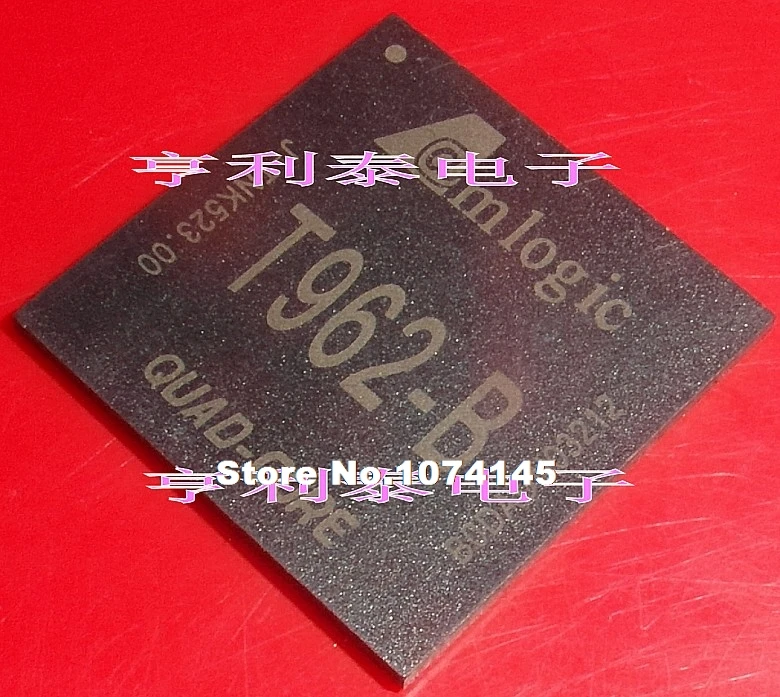 Amlogic
亨利泰电子
T962-B
QUAD-CORE
Store No.:1074145
亨利泰电子